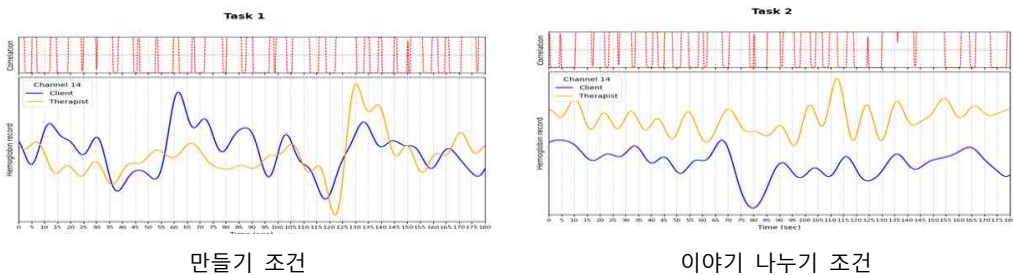 Task 1
Correlation
Channel 14
Client
Therapist
Hemoglobin record
0 5 10 15 20 25 30 35 40 45 50 55 60 65 70 75 80 85 90 95 100 105 110 115 120 125 130 135 140 145 150 155 160 165 170 175 180
Time (sec)
만들기 조건
Task 2
Correlation
Channel 14
Client
Therapist
Hemoglobin record
0 5 10 15 20 25 30 35 40 45 50 55 60 65 70 75 80 85 90 95 100 105 110 115 120 125 130 135 140 145 150 155 160 165 170 175 180
Time (sec)
이야기 나누기 조건